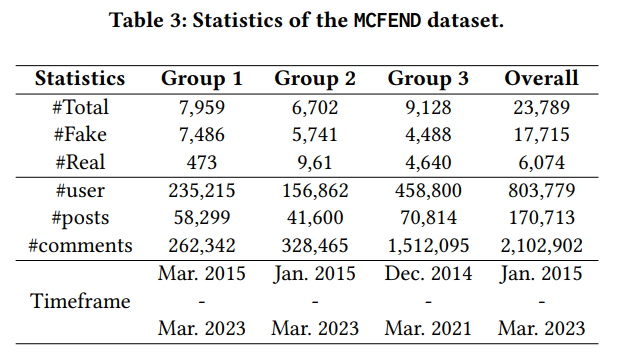 Table 3: Statistics of the MCFEND dataset.
Statistics Group 1 Group 2 Group 3 Overall
#Total 7,959 6,702 9,128 23,789
#Fake 7,486 5,741 4,488 17,715
#Real 473 9,61 4,640 6,074
#user 235,215 156,862 458,800 803,779
#posts 58,299 41,600 70,814 170,713
#comments 262,342 328,465 1,512,095 2,102,902
Mar. 2015 Jan. 2015 Dec. 2014 Jan. 2015
Timeframe - - - -
Mar. 2023 Mar. 2023 Mar. 2021 Mar. 2023